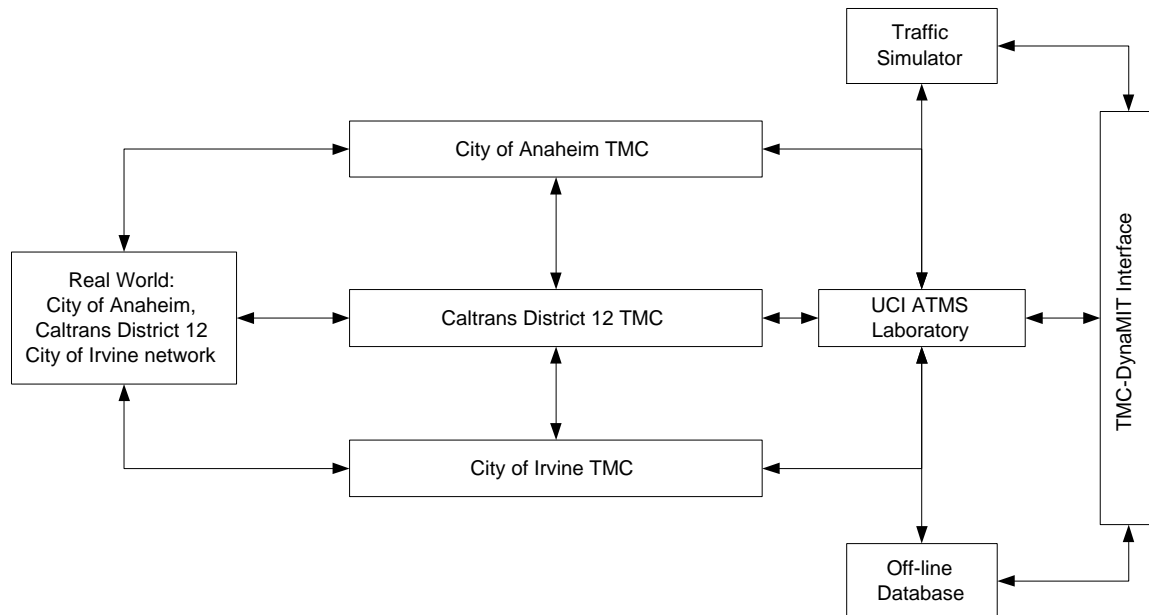 Traffic
Simulator
City of Anaheim TMC
Real World:
City of Anaheim,
Caltrans District 12
City of Irvine network
Caltrans District 12 TMC
UCI ATMS
Laboratory
TMC-DynaMIT Interface
City of Irvine TMC
Off-line
Database